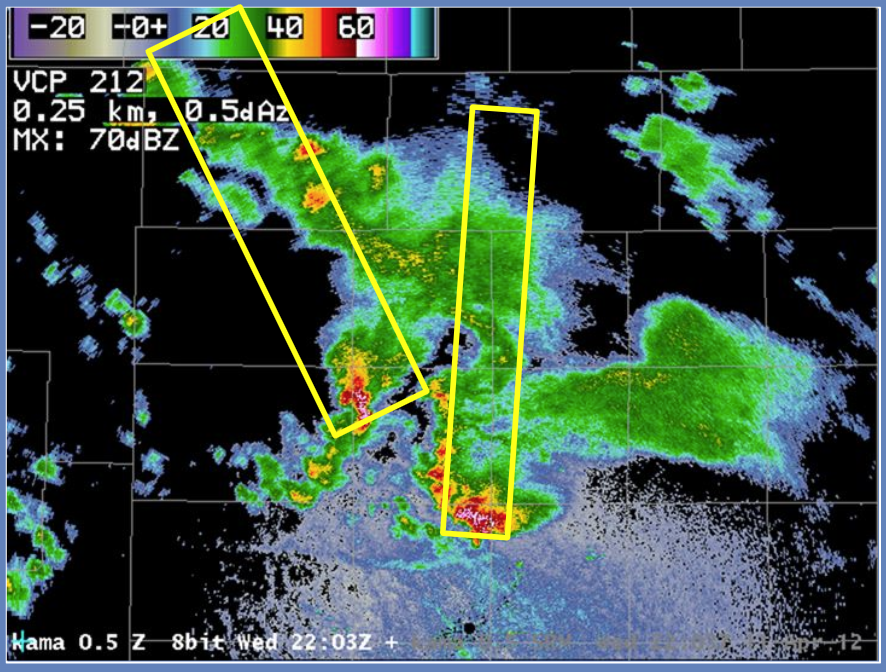 -20 -0+ 20 40 60
VCP 212
0.25 km, 0.5dAz
MX: 70dBZ
kama 0.5 Z 8bit Wed 22:03Z +